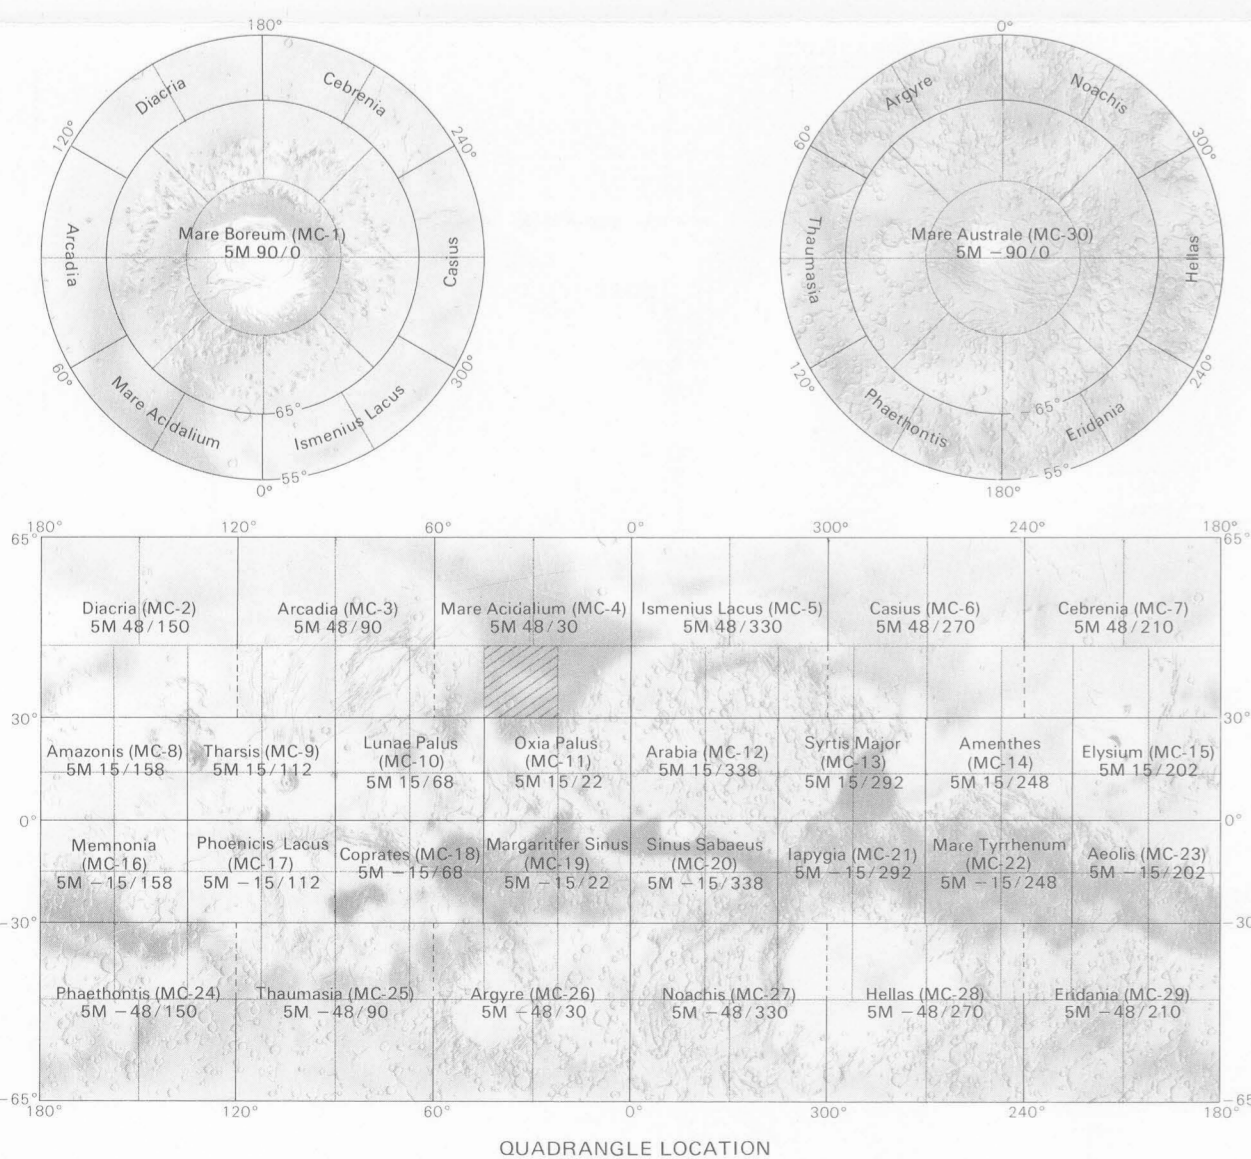 180°
Diacria
Cebrenia
120°
240°
Arcadia
Mare Boreum (MC-1)
5M 90/0
Casius
60°
300°
Mare Acidalium
65°
Ismenius Lacus
55°
0°
0°
Argyre
Noachis
60°
300°
Thaumasia
Mare Australe (MC-30)
5M −90/0
Hellas
120°
240°
Phaethontis
−65°
Eridania
−55°
180°
180° 120° 60° 0° 300° 240° 180°
65° 65°
Diacria (MC-2)
5M 48/150
Arcadia (MC-3)
5M 48/90
Mare Acidalium (MC-4)
5M 48/30
Ismenius Lacus (MC-5)
5M 48/330
Casius (MC-6)
5M 48/270
Cebrenia (MC-7)
5M 48/210
30° 30°
Amazonis (MC-8)
5M 15/158
Tharsis (MC-9)
5M 15/112
Lunae Palus
(MC-10)
5M 15/68
Oxia Palus
(MC-11)
5M 15/22
Arabia (MC-12)
5M 15/338
Syrtis Major
(MC-13)
5M 15/292
Amenthes
(MC-14)
5M 15/248
Elysium (MC-15)
5M 15/202
0° 0°
Memnonia
(MC-16)
5M −15/158
Phoenicis Lacus
(MC-17)
5M −15/112
Coprates (MC-18)
5M −15/68
Margaritifer Sinus
(MC-19)
5M −15/22
Sinus Sabaeus
(MC-20)
5M −15/338
Iapygia (MC-21)
5M −15/292
Mare Tyrrhenum
(MC-22)
5M −15/248
Aeolis (MC-23)
5M −15/202
−30° −30
Phaethontis (MC-24)
5M −48/150
Thaumasia (MC-25)
5M −48/90
Argyre (MC-26)
5M −48/30
Noachis (MC-27)
5M −48/330
Hellas (MC-28)
5M −48/270
Eridania (MC-29)
5M −48/210
−65° −65
180° 120° 60° 0° 300° 240° 180°
QUADRANGLE LOCATION